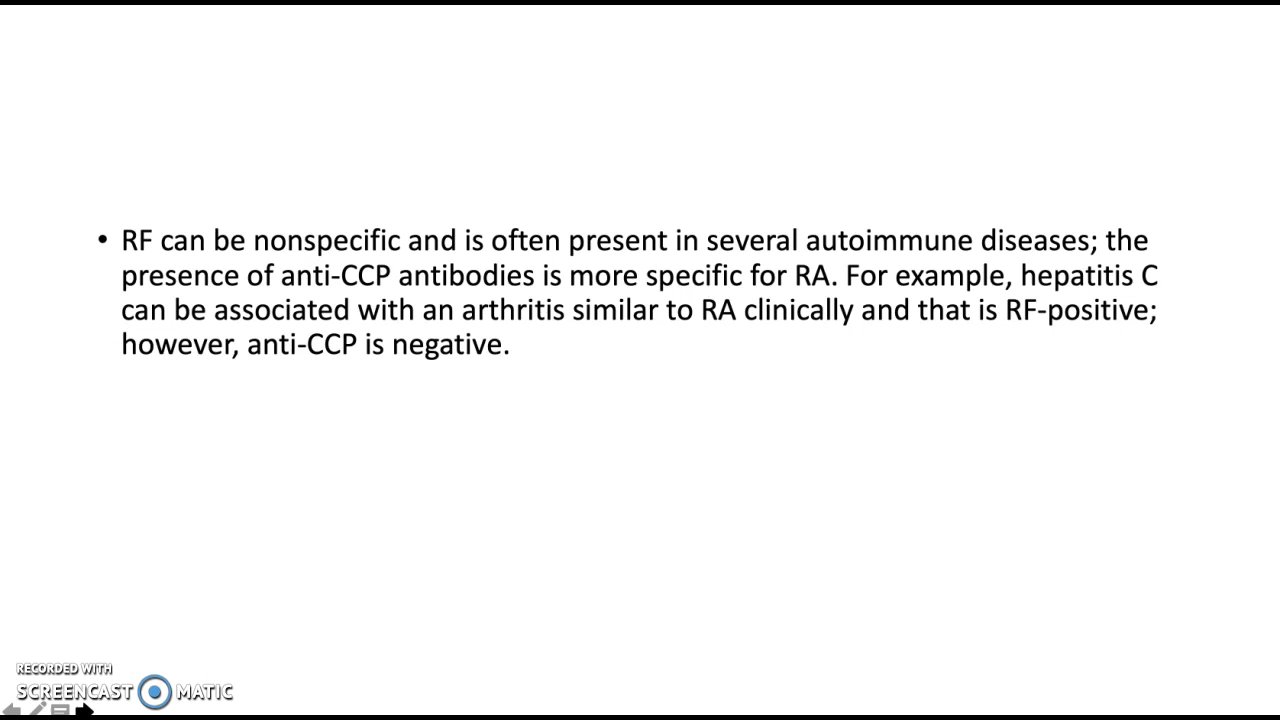 • RF can be nonspecific and is often present in several autoimmune diseases; the
presence of anti-CCP antibodies is more specific for RA. For example, hepatitis C
can be associated with an arthritis similar to RA clinically and that is RF-positive;
however, anti-CCP is negative.
RECORDED WITH
SCREENCAST MATIC